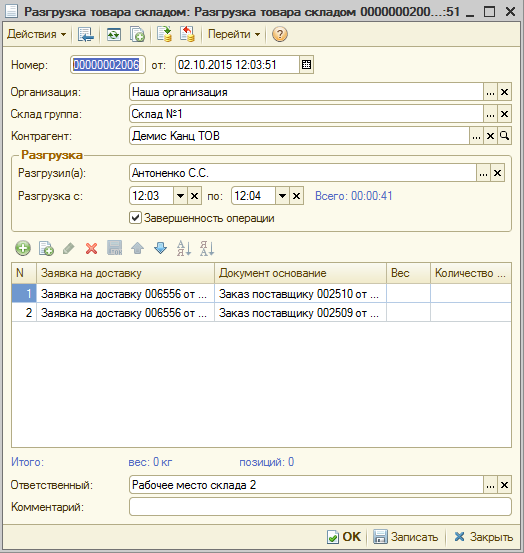 Разгрузка товара складом: Разгрузка товара складом 0000000200...:51
Действия Перейти ?
Номер: 00000002006 от: 02.10.2015 12:03:51
Организация: Наша организация ... x
Склад группа: Склад №1 x
Контрагент: Демис Канц ТОВ ... x
Разгрузка
Разгрузил(а): Антоненко С.С. ... x
Разгрузка с: 12:03 x по: 12:04 x Всего: 00:00:41
Завершенность операции
N Заявка на доставку Документ основание Вес Количество ...
1 Заявка на доставку 006556 от ... Заказ поставщику 002510 от ...
2 Заявка на доставку 006556 от ... Заказ поставщику 002509 от ...
Итого: вес: 0 кг позиций: 0
Ответственный: Рабочее место склада 2 ... x
Комментарий:
OK Записать Закрыть